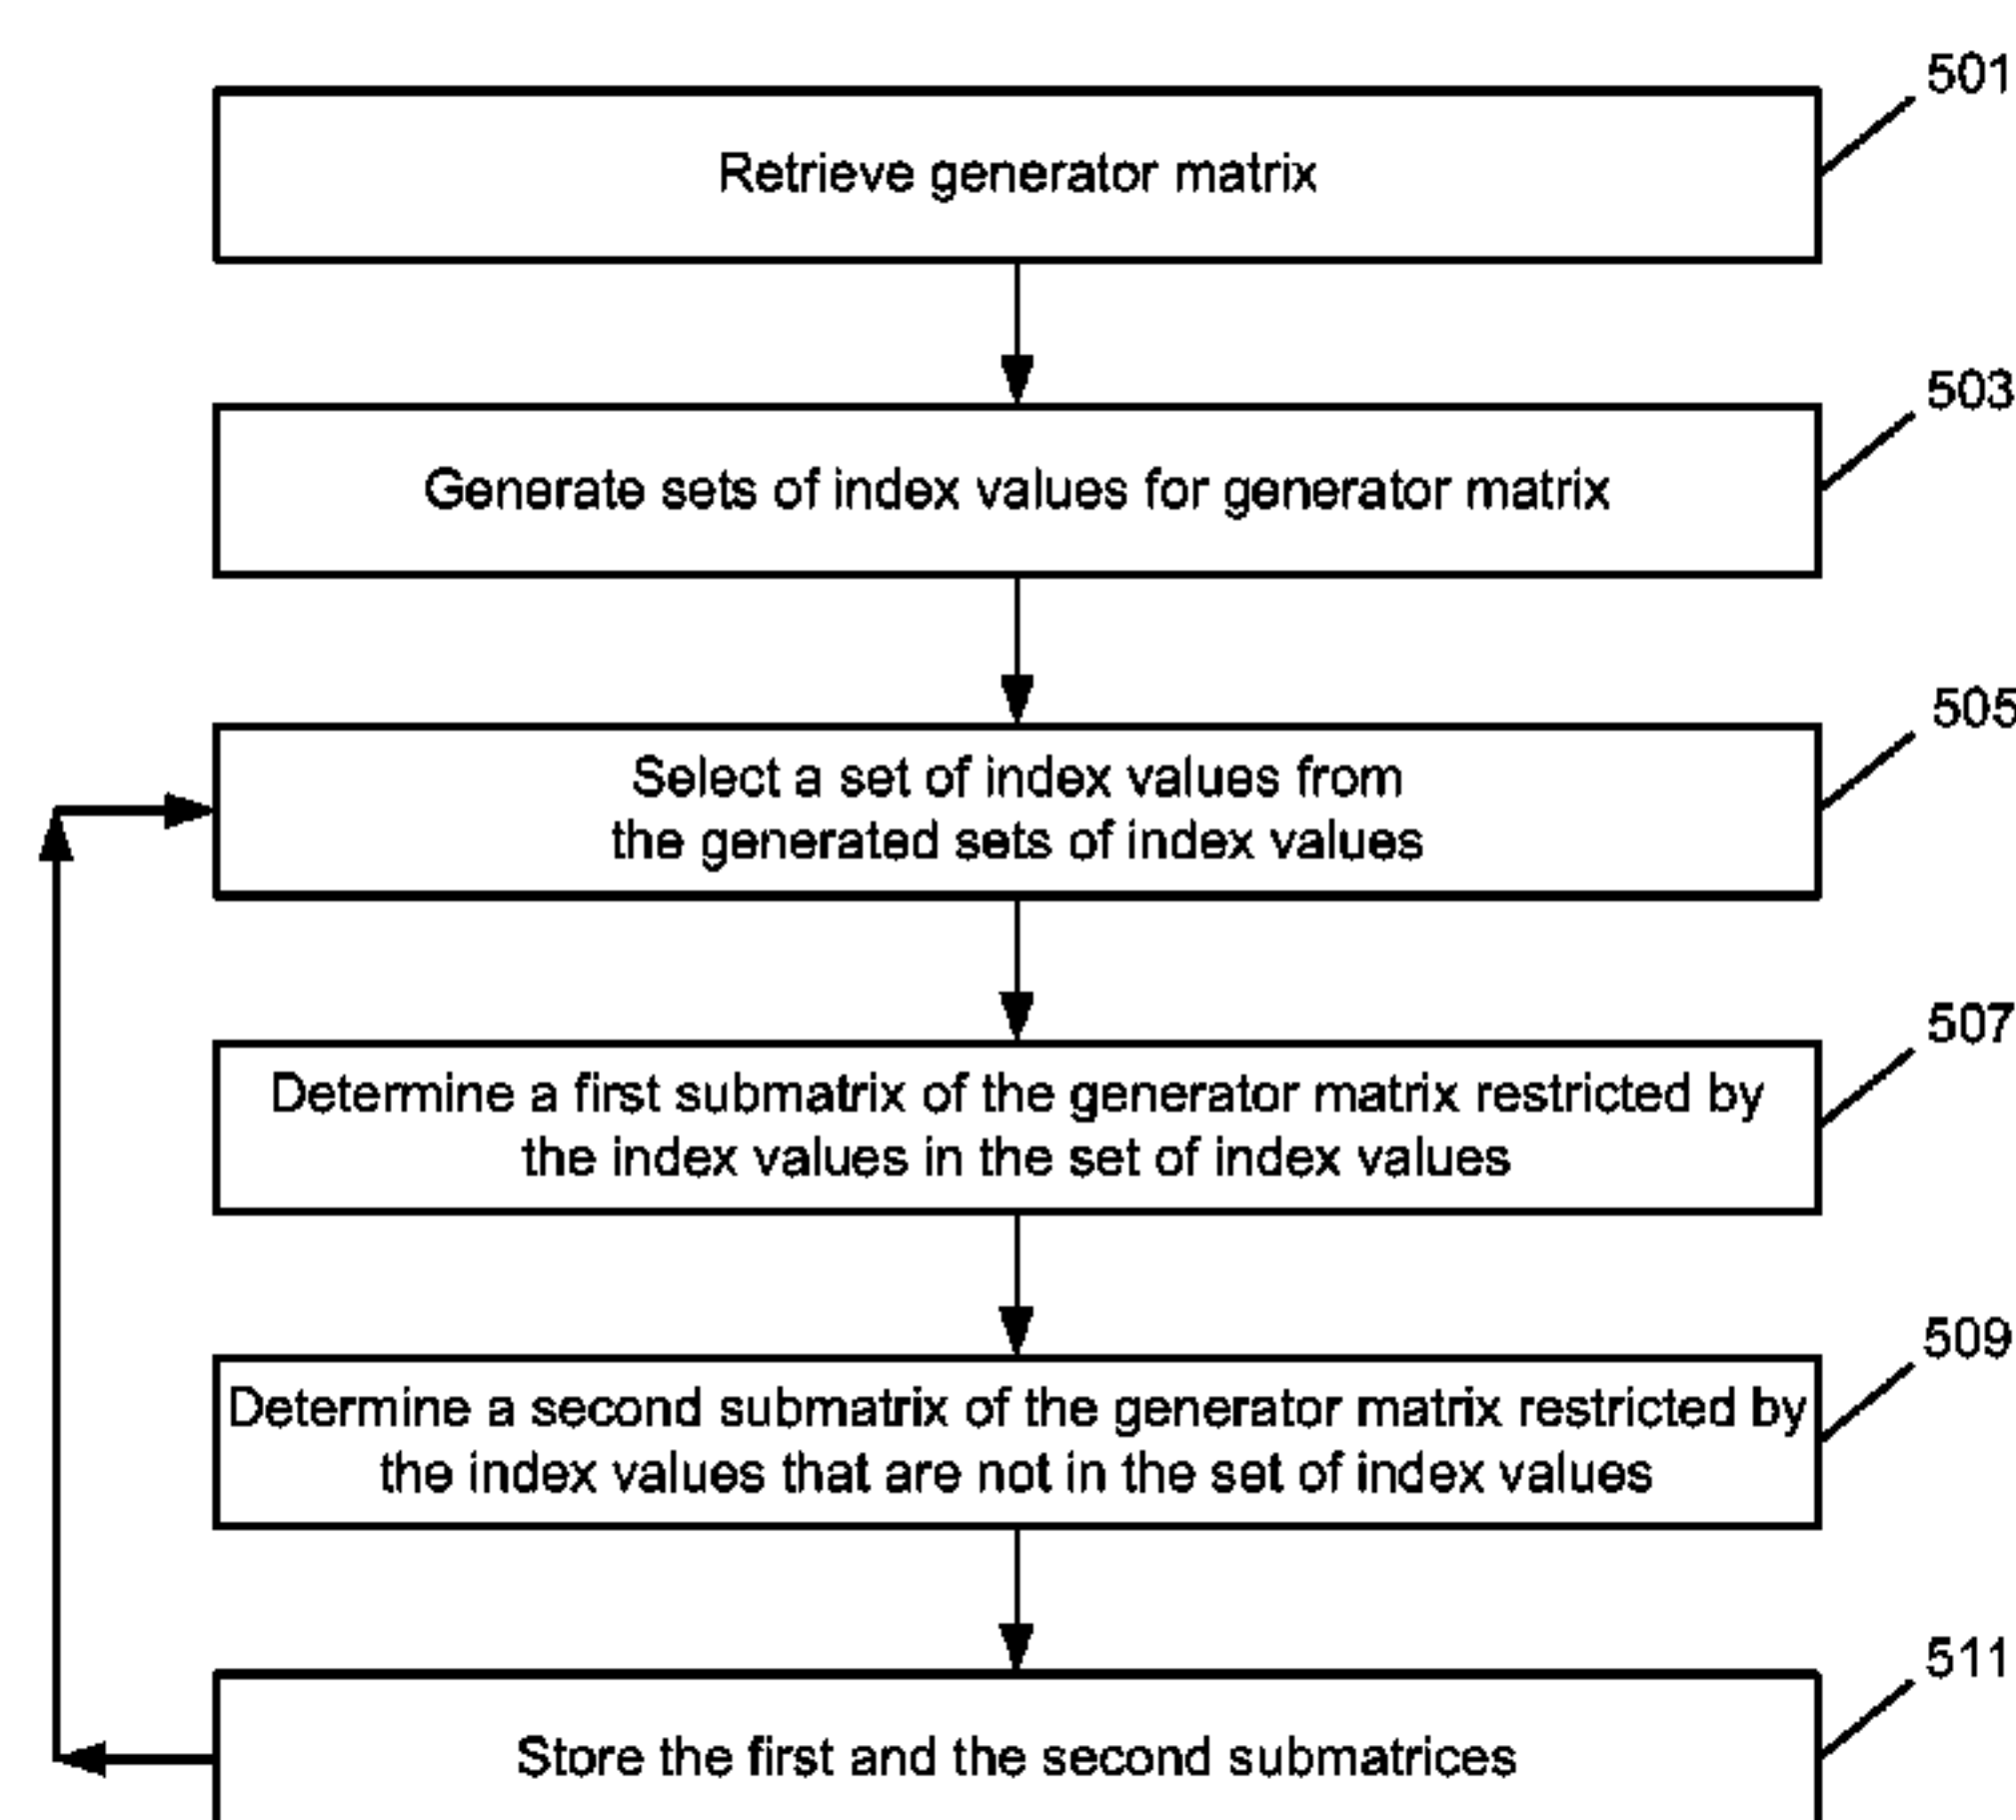 501
Retrieve generator matrix
503
Generate sets of index values for generator matrix
505
Select a set of index values from
the generated sets of index values
507
Determine a first submatrix of the generator matrix restricted by
the index values in the set of index values
509
Determine a second submatrix of the generator matrix restricted by
the index values that are not in the set of index values
511
Store the first and the second submatrices